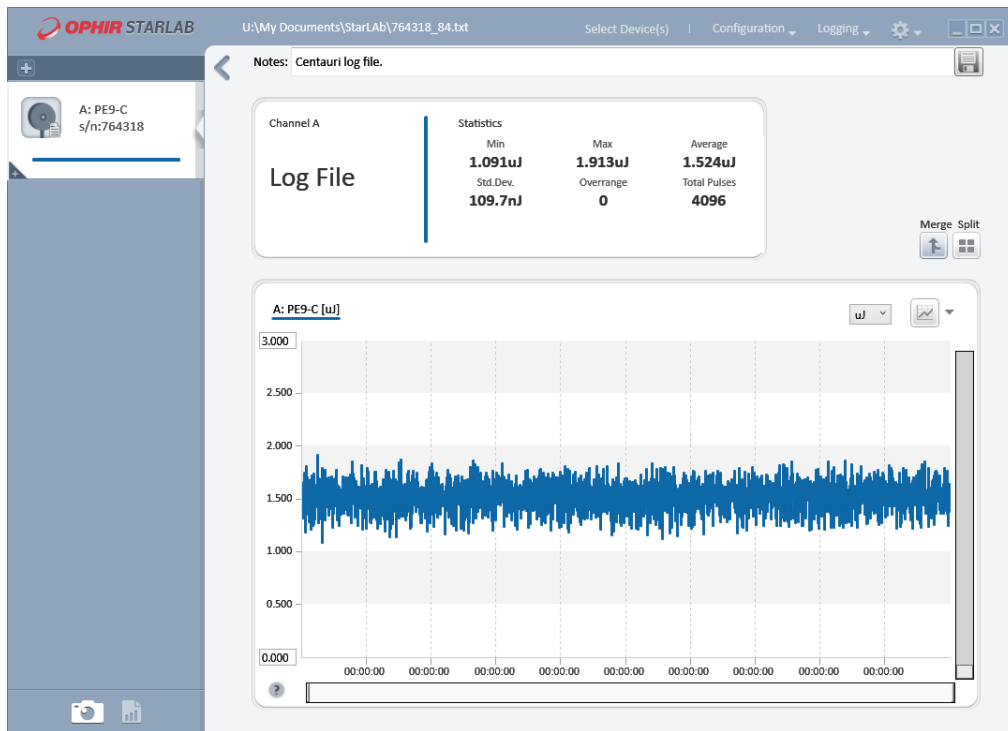 OPHIR STARLAB
U:\My Documents\StarLAb\764318_84.txt
Select Device(s) | Configuration Logging
Notes: Centauri log file.
A: PE9-C
s/n:764318
Channel A
Log File
Statistics
Min Max Average
1.091uJ 1.913uJ 1.524uJ
Std.Dev. Overrange Total Pulses
109.7nJ 0 4096
Merge Split
A: PE9-C [uJ]
uJ
3.000
2.500
2.000
1.500
1.000
0.500
0.000
00:00:00 00:00:00 00:00:00 00:00:00 00:00:00 00:00:00 00:00:00 00:00:00 00:00:00
?